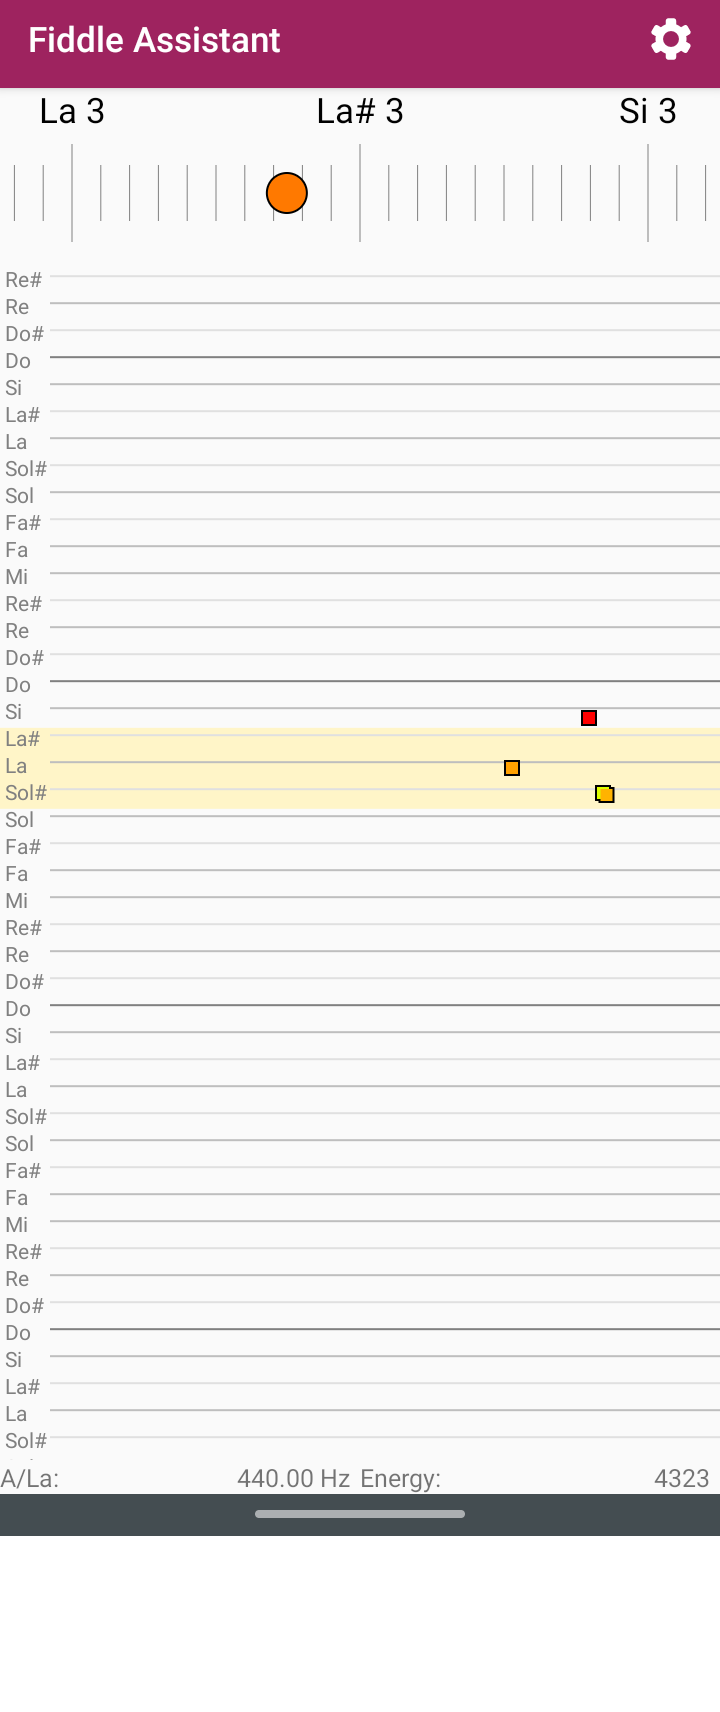 Fiddle Assistant
La 3 La# 3 Si 3
Re#
Re
Do#
Do
Si
La#
La
Sol#
Sol
Fa#
Fa
Mi
Re#
Re
Do#
Do
Si
La#
La
Sol#
Sol
Fa#
Fa
Mi
Re#
Re
Do#
Do
Si
La#
La
Sol#
Sol
Fa#
Fa
Mi
Re#
Re
Do#
Do
Si
La#
La
Sol#
A/La: 440.00 Hz Energy: 4323